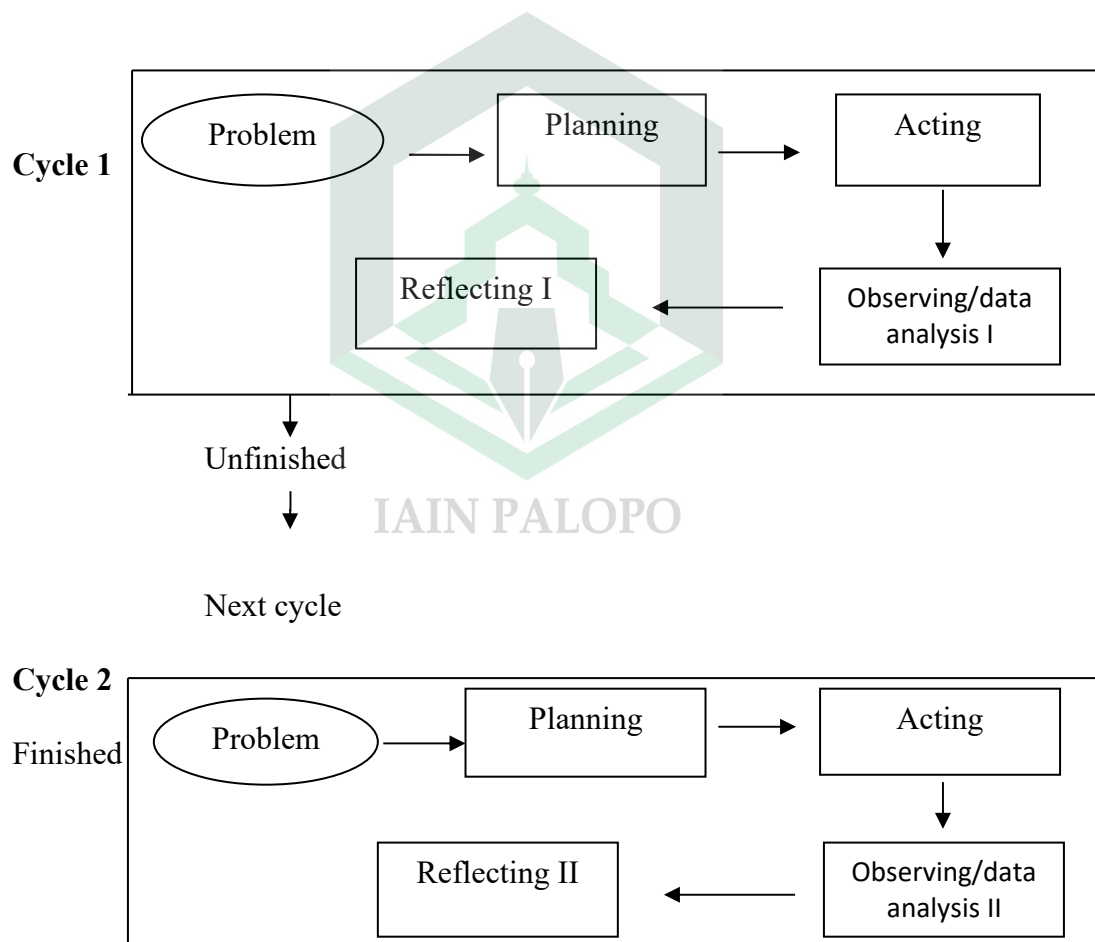 Cycle 1
Problem
Planning
Acting
Reflecting I
Observing/data
analysis I
Unfinished
IAIN PALOPO
Next cycle
Cycle 2
Finished
Problem
Planning
Acting
Reflecting II
Observing/data
analysis II